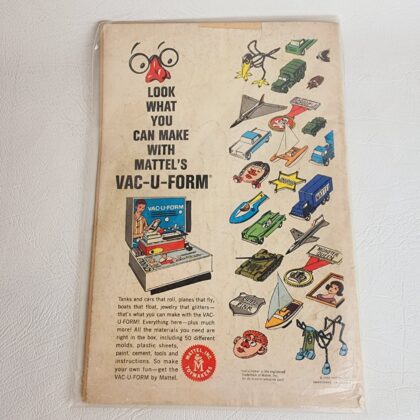 LOOK
WHAT
YOU
CAN MAKE
WITH
MATTEL'S
VAC-U-FORM®
VAC-U-FORM
Tanks and cars that roll, planes that fly,
boats that float, jewelry that glitters—
that's what you can make with the VAC-
U-FORM! Everything here—plus much
more! All the materials you need are
right in the box, including 50 different
molds, plastic sheets,
paint, cement, tools and
instructions. So make
your own fun—get the
VAC-U-FORM by Mattel.
MATTEL, INC.
M
TOYMAKERS